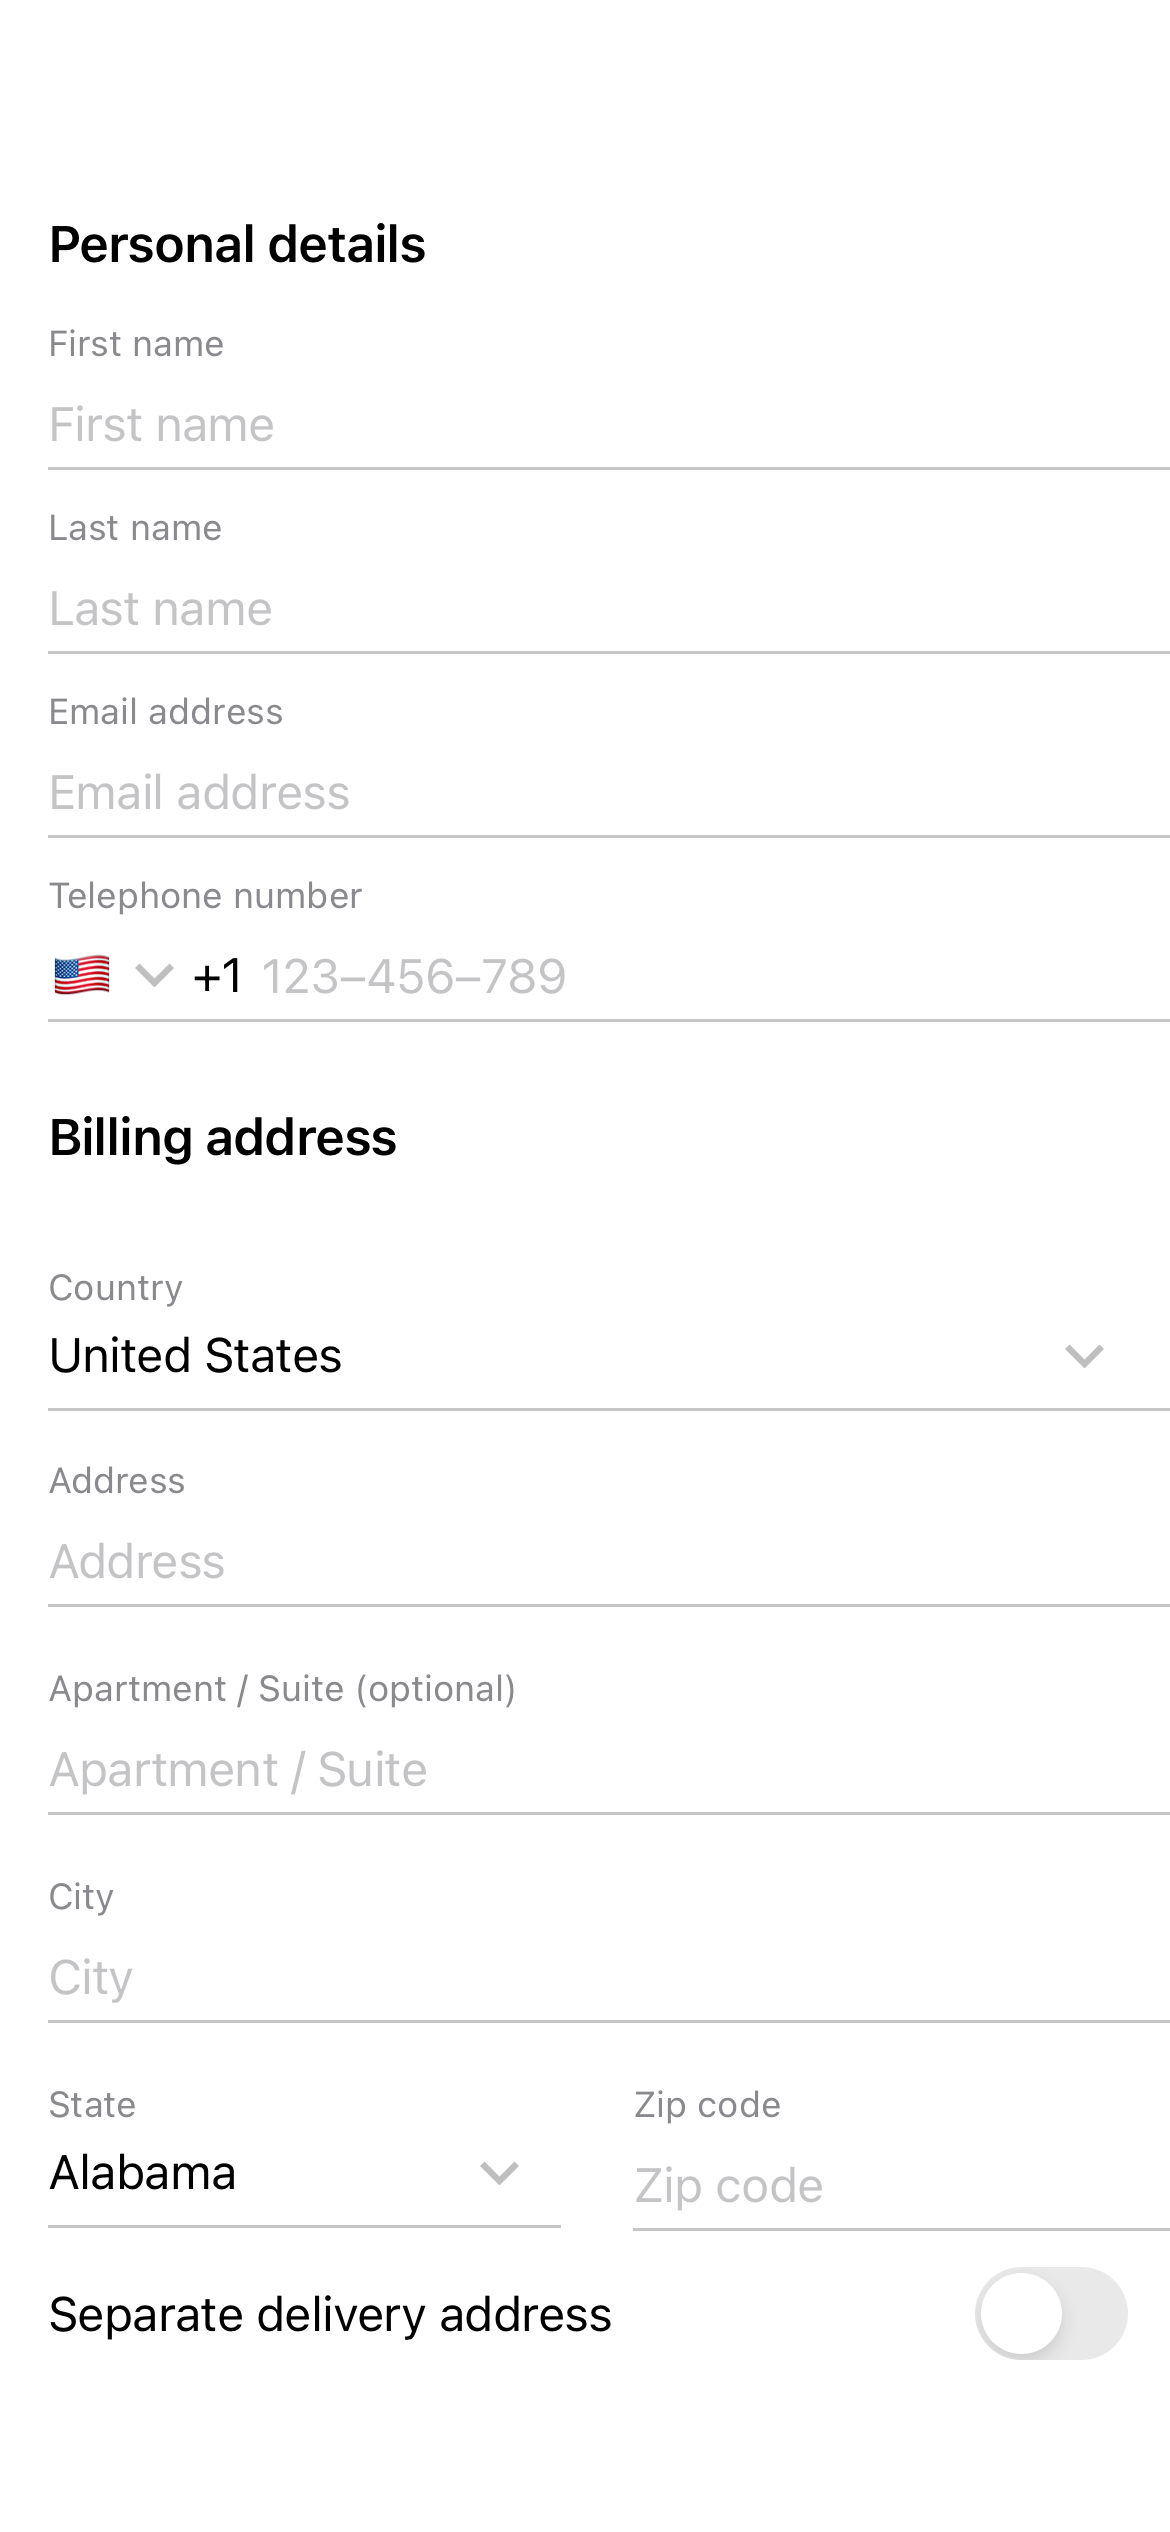 Personal details
First name
First name
Last name
Last name
Email address
Email address
Telephone number
+1 123–456–789
Billing address
Country
United States
Address
Address
Apartment / Suite (optional)
Apartment / Suite
City
City
State Zip code
Alabama Zip code
Separate delivery address